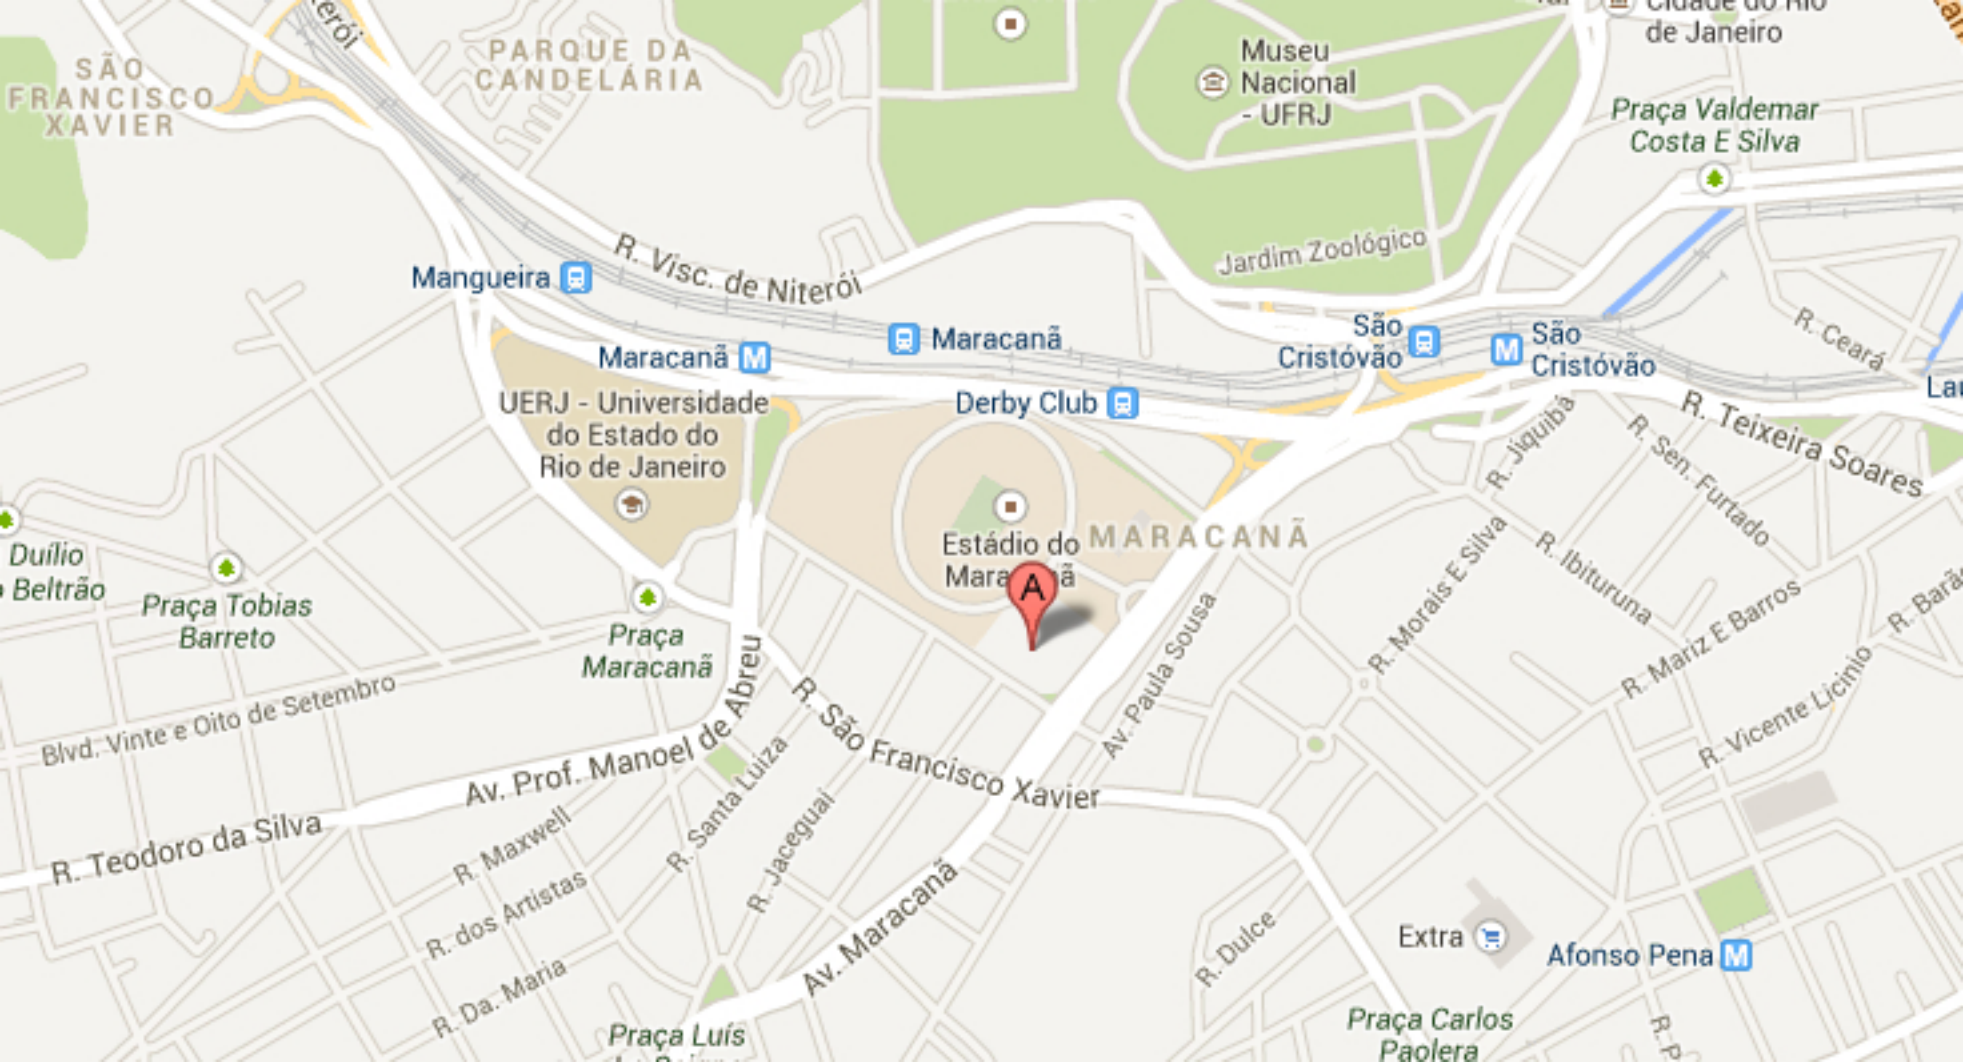 terói
Cidade do Rio
de Janeiro
PARQUE DA
CANDELÁRIA
SÃO
FRANCISCO
XAVIER
Museu
Nacional
- UFRJ
Praça Valdemar
Costa E Silva
R. Visc. de Niterói
Jardim Zoológico
Mangueira
Maracanã
M
Maracanã
São
Cristóvão
M
São
Cristóvão
R. Ceará
UERJ - Universidade
do Estado do
Rio de Janeiro
Derby Club
R. Jiquibá
R. Teixeira Soares
R. Sen. Furtado
MARACANÃ
Estádio do
A
R. Morais E Silva
R. Ibituruna
Duílio
Beltrão
Praça Tobias
Barreto
Praça
Maracanã
Av. Paula Sousa
R. Mariz E Barros
R. Vicente Licinio
Blvd. Vinte e Oito de Setembro
Av. Prof. Manoel de Abreu
R. São Francisco Xavier
R. Santa Luiza
R. Jaceguai
R. Teodoro da Silva
R. Maxwell
R. dos Artistas
R. Da. Maria
Av. Maracanã
R. Dulce
Extra
Afonso Pena
M
Praça Luís
Praça Carlos
Paolera